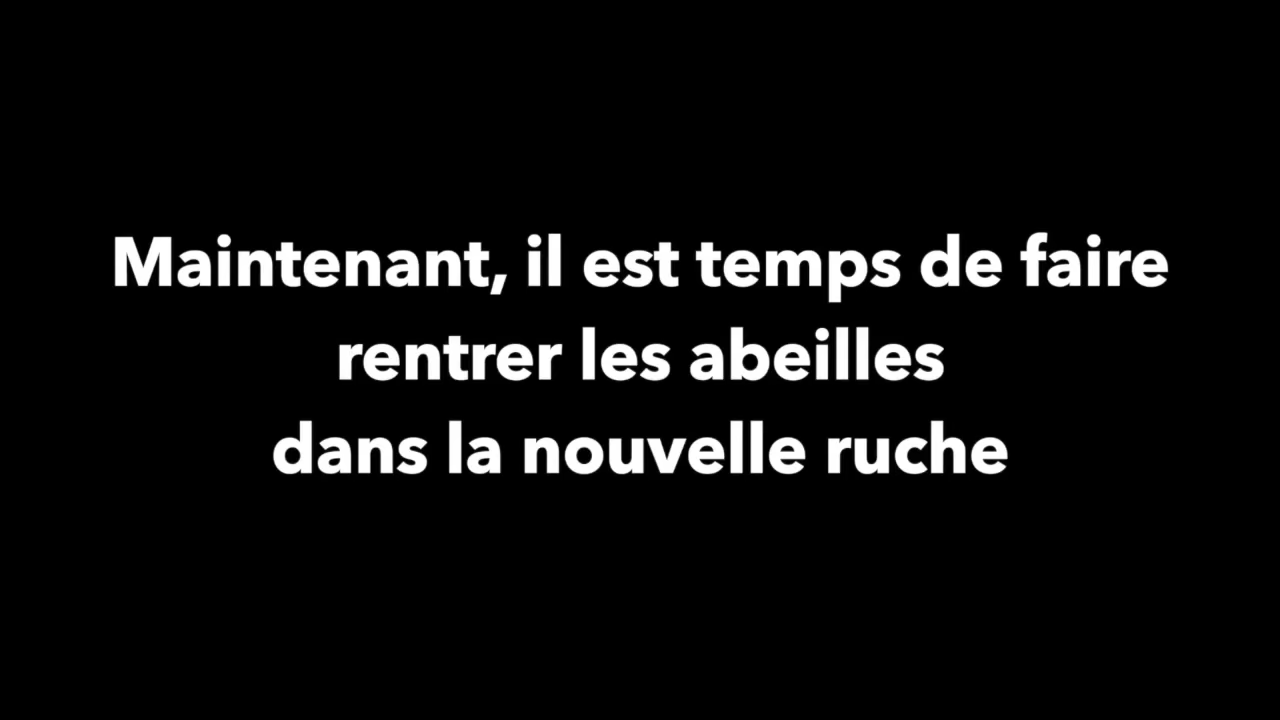 Maintenant, il est temps de faire
rentrer les abeilles
dans la nouvelle ruche